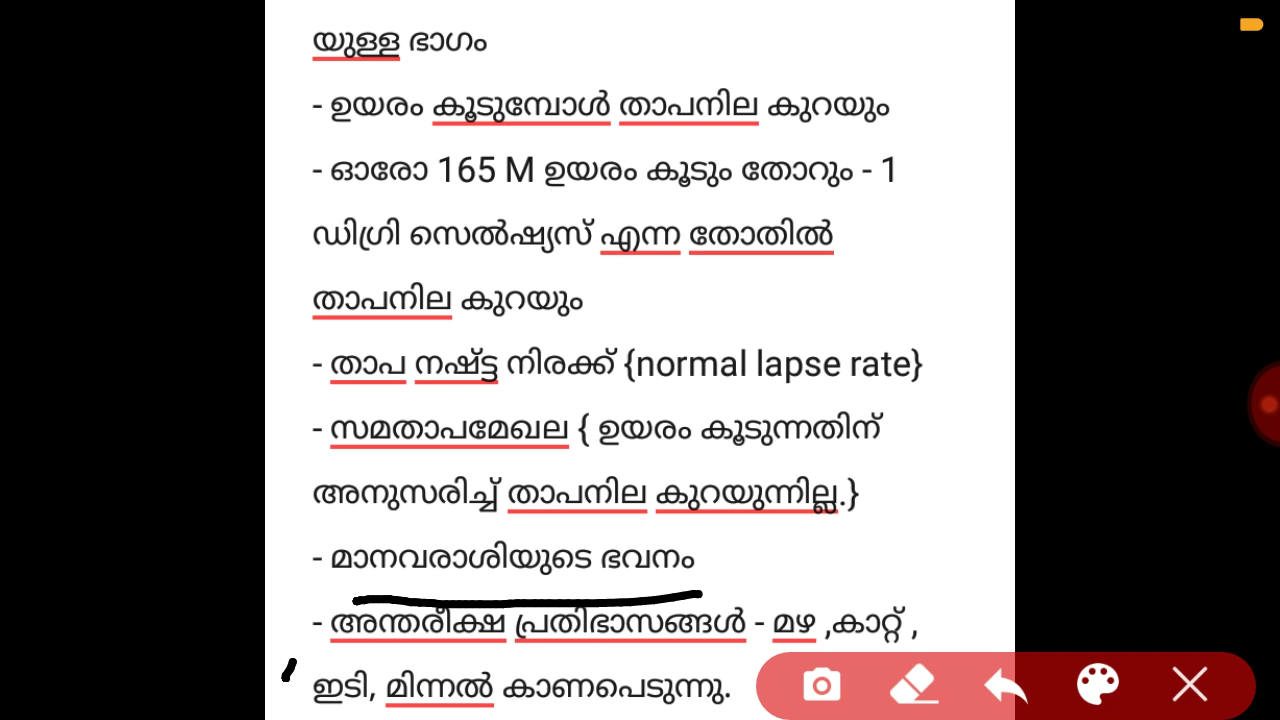 യുള്ള ഭാഗം
- ഉയരം കൂടുമ്പോൾ താപനില കുറയും
- ഓരോ 165 M ഉയരം കൂടും തോറും - 1
ഡിഗ്രി സെൽഷ്യസ് എന്ന തോതിൽ
താപനില കുറയും
- താപ നഷ്ട്ട നിരക്ക് {normal lapse rate}
- സമതാപമേഖല { ഉയരം കൂടുന്നതിന്
അനുസരിച്ച് താപനില കുറയുന്നില്ല.}
- മാനവരാശിയുടെ ഭവനം
- അന്തരീക്ഷ പ്രതിഭാസങ്ങൾ - മഴ ,കാറ്റ് ,
ഇടി, മിന്നൽ കാണപെടുന്നു.